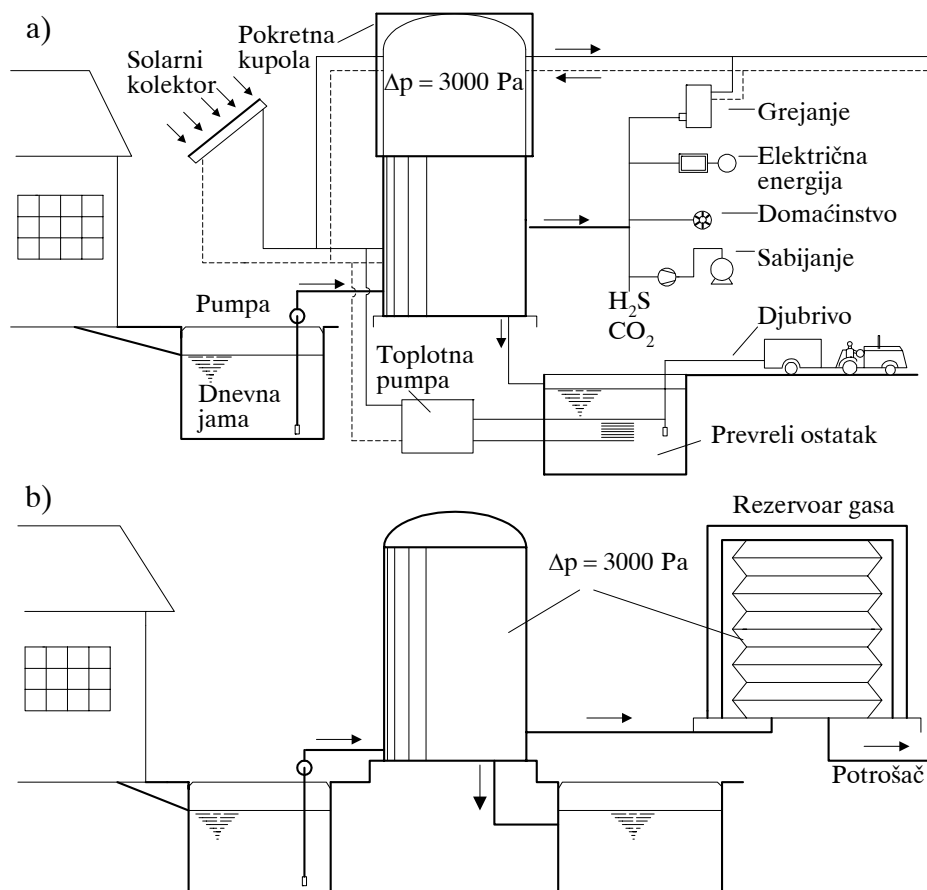 a)
Pokretna
kupola
Solarni
kolektor
Δp = 3000 Pa
Grejanje
Električna
energija
Domaćinstvo
Sabijanje
H₂S
CO₂
Pumpa
Djubrivo
Toplotna
pumpa
Dnevna
jama
Prevreli ostatak
b)
Rezervoar gasa
Δp = 3000 Pa
Potrošač